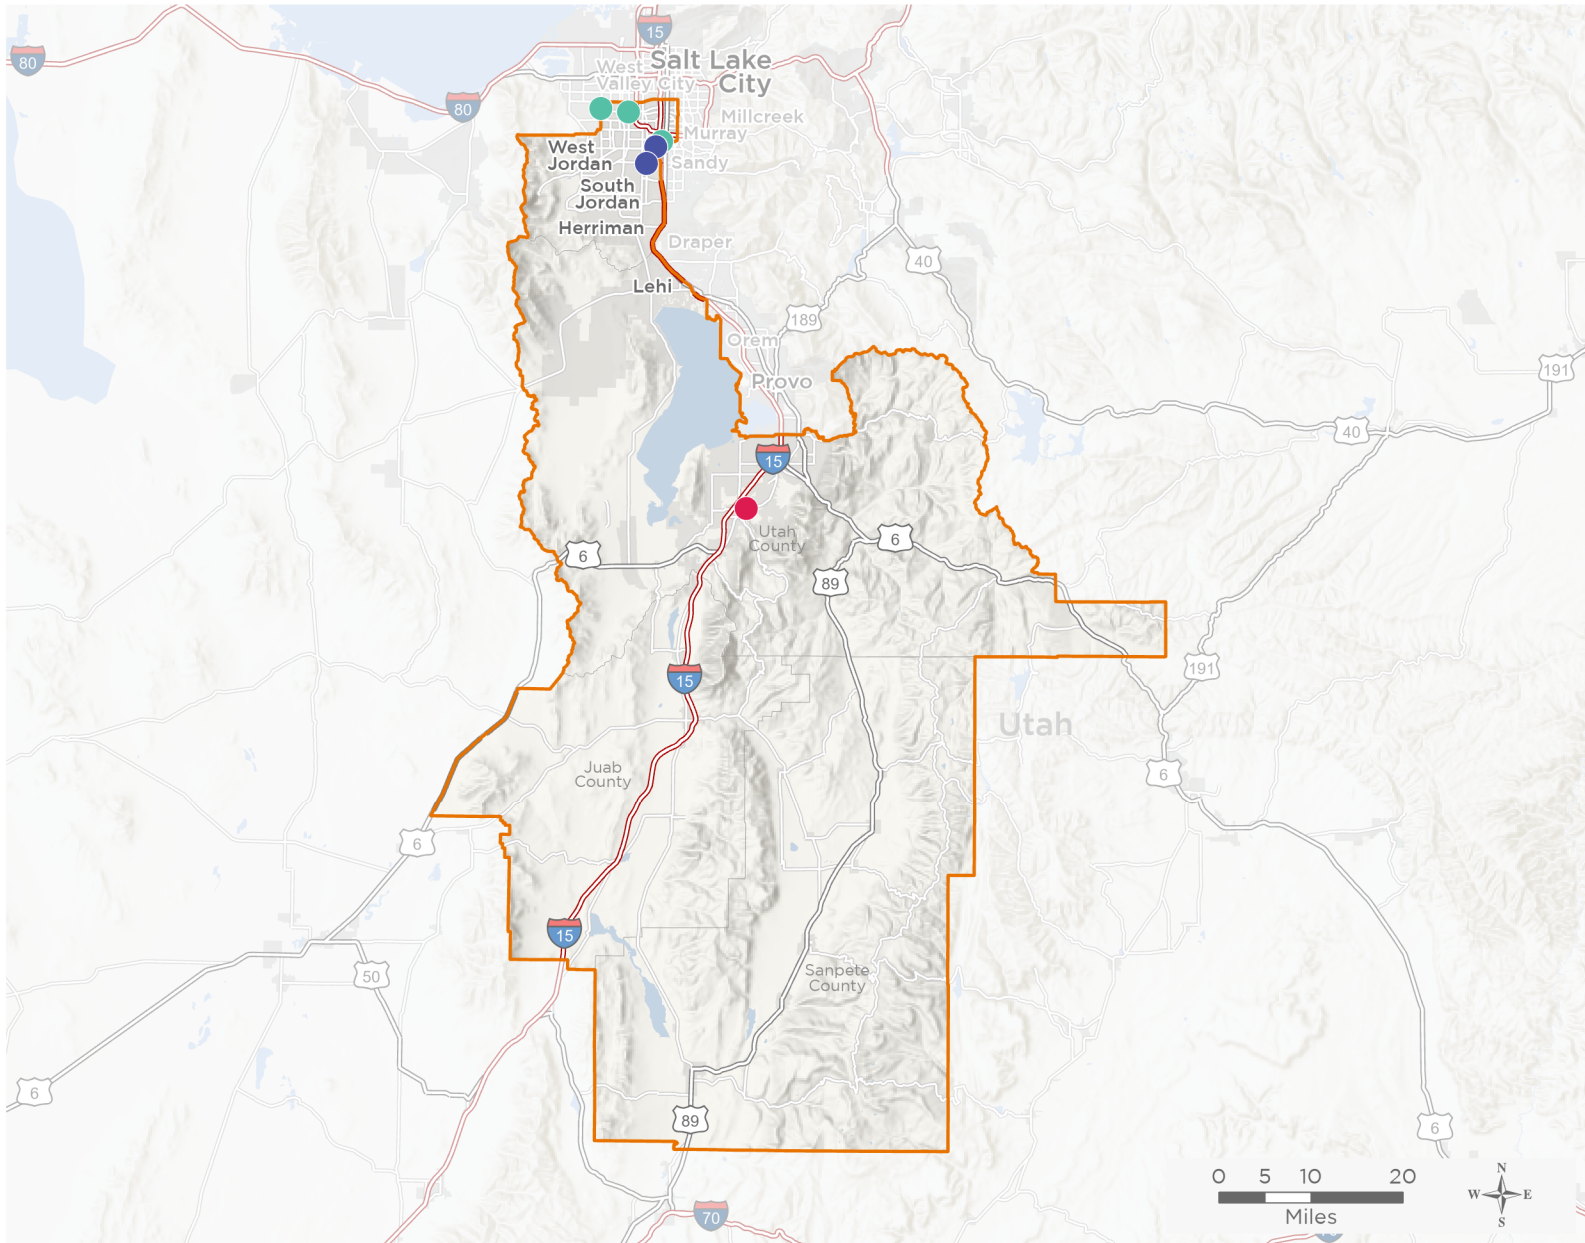 15
80
Salt Lake
City
West
Valley City
80
Millcreek
Murray
West
Jordan
Sandy
South
Jordan
Herriman
Draper
40
Lehi
189
Orem
191
Provo
40
15
Utah
County
6
6
89
191
15
Utah
Juab
County
6
6
15
50
Sanpete
County
6
89
6
70
0 5 10 20
Miles
N
W E
S